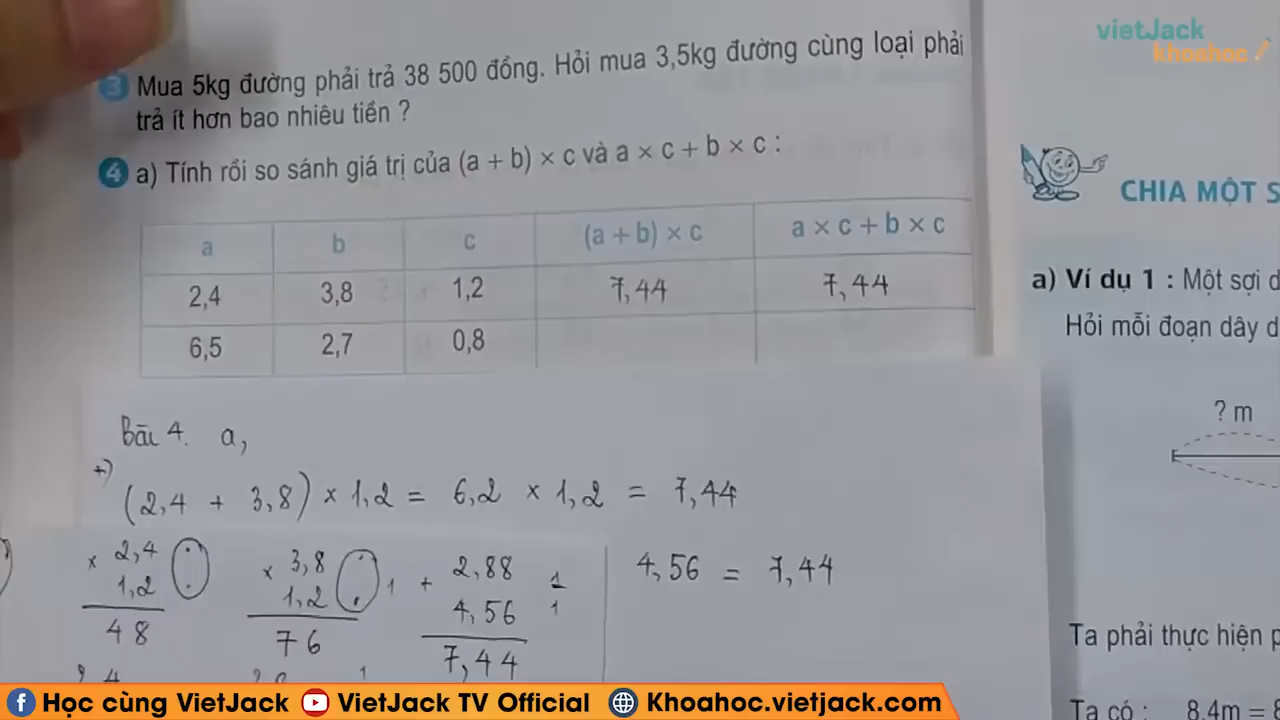 vietJack
khoahoc
3 Mua 5kg đường phải trả 38 500 đồng. Hỏi mua 3,5kg đường cùng loại phải
trả ít hơn bao nhiêu tiền ?
4 a) Tính rồi so sánh giá trị của (a + b) × c và a × c + b × c :
a b c (a + b) × c a × c + b × c
2,4 3,8 1,2 7,44 7,44
6,5 2,7 0,8
Bài 4. a,
+)
(2,4 + 3,8) × 1,2 = 6,2 × 1,2 = 7,44
4,56 = 7,44
× 2,4
1,2
48
× 3,8
1,2
76
1
+ 2,88
4,56
7,44
1
1
CHIA MỘT S
a) Ví dụ 1 : Một sợi d
Hỏi mỗi đoạn dây d
? m
Ta phải thực hiện p
Ta có : 8,4m = 8
Học cùng VietJack
VietJack TV Official
Khoahoc.vietjack.com